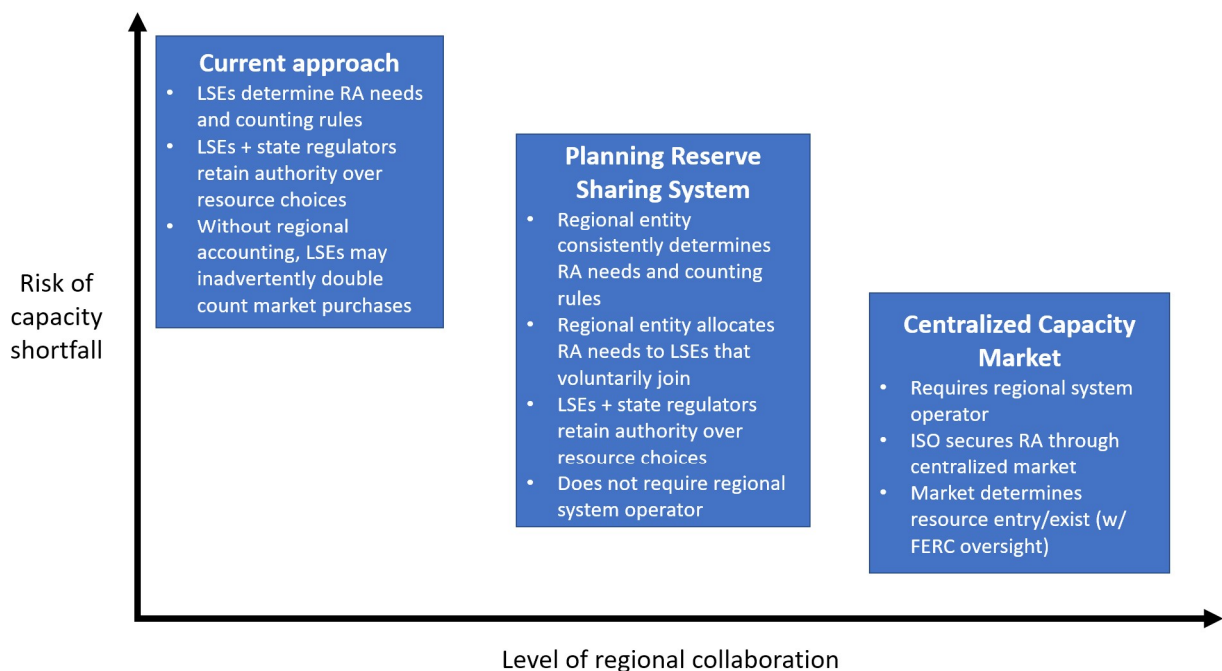 Current approach
• LSEs determine RA needs
and counting rules
• LSEs + state regulators
retain authority over
resource choices
• Without regional
accounting, LSEs may
inadvertently double
count market purchases
Planning Reserve
Sharing System
• Regional entity
consistently determines
RA needs and counting
rules
• Regional entity allocates
RA needs to LSEs that
voluntarily join
• LSEs + state regulators
retain authority over
resource choices
• Does not require regional
system operator
Centralized Capacity
Market
• Requires regional system
operator
• ISO secures RA through
centralized market
• Market determines
resource entry/exist (w/
FERC oversight)
Risk of
capacity
shortfall
Level of regional collaboration